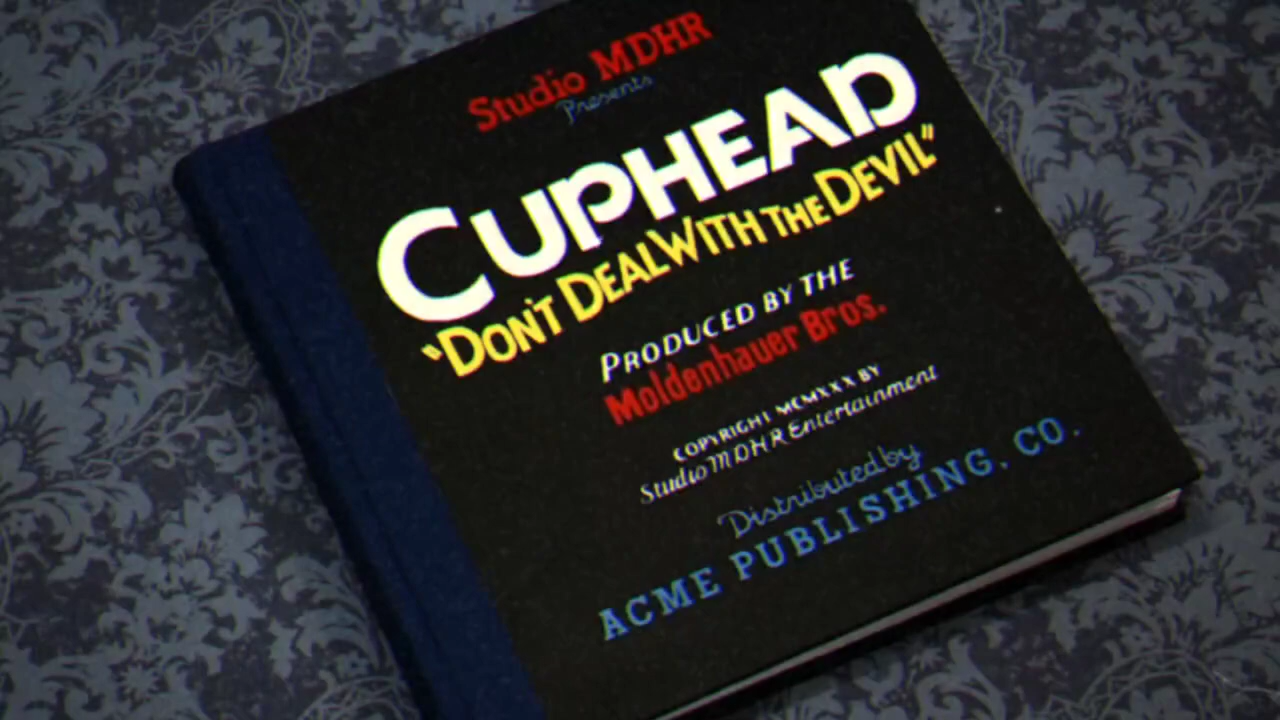 Studio MDHR
Presents
CUPHEAD
"DON'T DEAL WITH THE DEVIL"
PRODUCED BY THE
Moldenhauer Bros.
COPYRIGHT MCMXXX BY
Studio MDHR Entertainment
Distributed by
ACME PUBLISHING. CO.